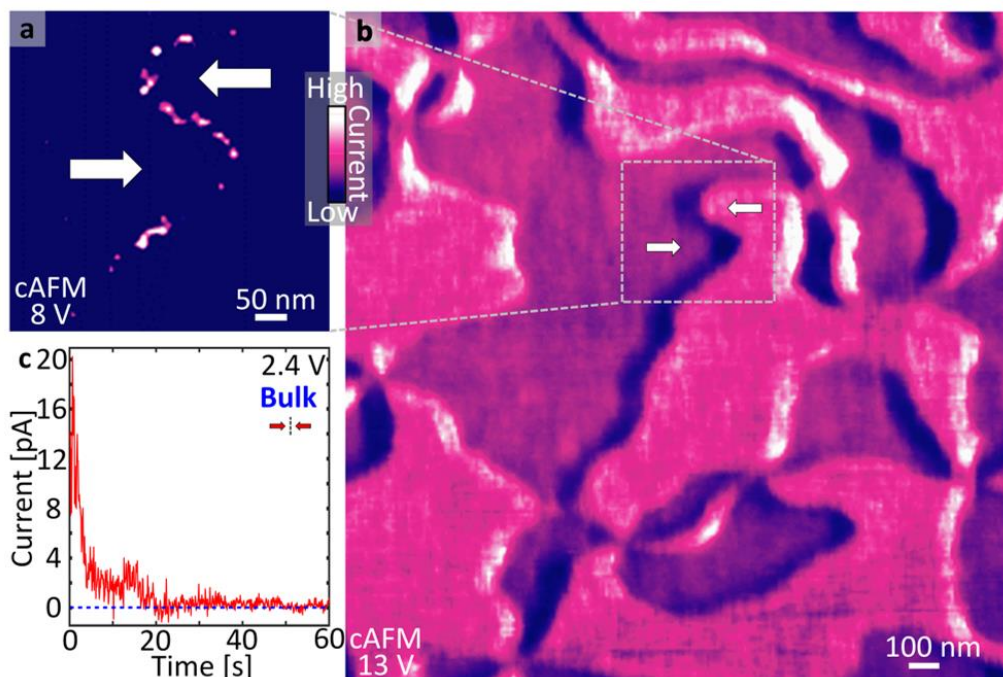 a
High
Current
Low
cAFM
8 V
50 nm
b
cAFM
13 V
100 nm
c
2.4 V
Bulk
20
16
12
8
4
0
Current [pA]
0 20 40 60
Time [s]